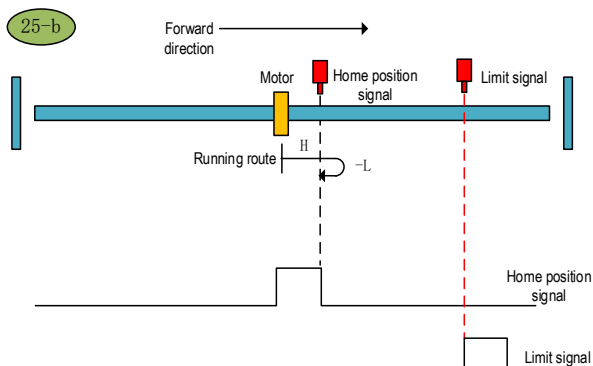 25-b
Forward
direction
Motor
Home position
signal
Limit signal
Running route
H
-L
Home position
signal
Limit signal